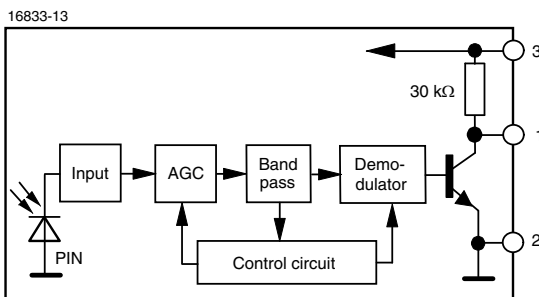 16833-13
3
30 kΩ
1
Input
AGC
Band
pass
Demo-
dulator
2
PIN
Control circuit